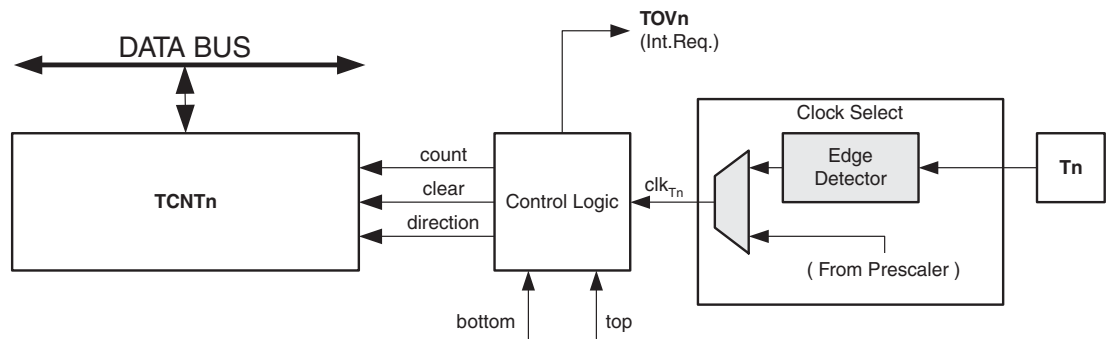 TOVn
(Int.Req.)
DATA BUS
Clock Select
count
clear
direction
TCNTn
Control Logic
clkTn
Edge
Detector
Tn
( From Prescaler )
bottom
top